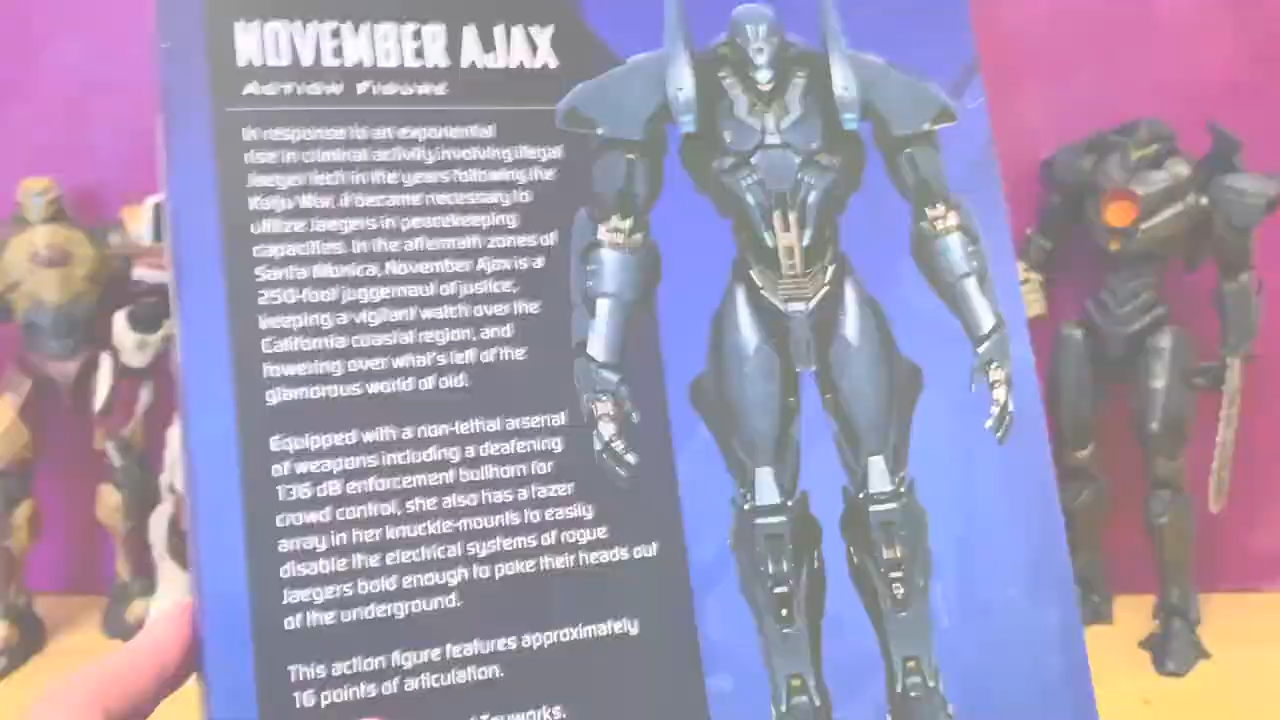 NOVEMBER AJAX
ACTION FIGURE
In response to an exponential
rise in criminal activity involving illegal
Jaeger tech in the years following the
Kaiju War, it became necessary to
utilize Jaegers in peacekeeping
capacities. In the aftermath zones of
Santa Monica, November Ajax is a
250-foot juggernaut of justice,
keeping a vigilant watch over the
California coastal region, and
towering over what's left of the
glamorous world of old.
Equipped with a non-lethal arsenal
of weapons including a deafening
136 dB enforcement bullhorn for
crowd control, she also has a tazer
array in her knuckle-mounts to easily
disable the electrical systems of rogue
Jaegers bold enough to poke their heads out
of the underground.
This action figure features approximately
16 points of articulation.
Toyworks.